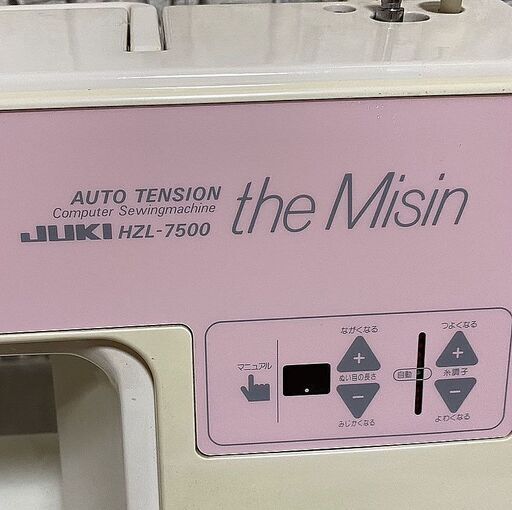 AUTO TENSION
Computer Sewingmachine
JUKI HZL-7500
the Misin
マニュアル
ながくなる
+
ぬい目の長さ
−
みじかくなる
自動
つよくなる
+
糸調子
−
よわくなる